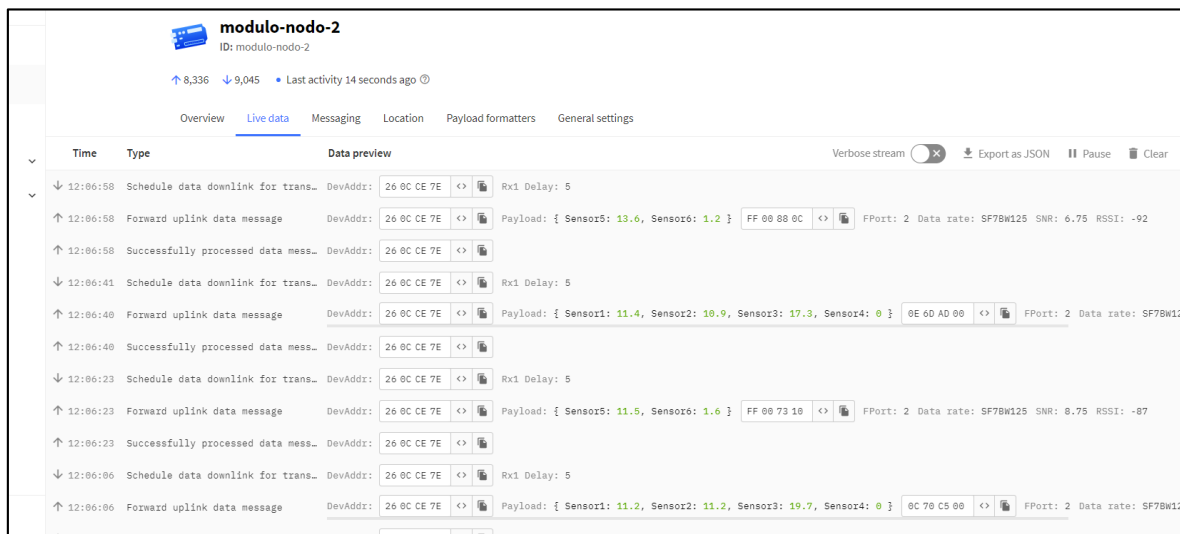 modulo-nodo-2
ID: modulo-nodo-2
8,336 9,045 • Last activity 14 seconds ago
Overview Live data Messaging Location Payload formatters General settings
Time Type Data preview Verbose stream Export as JSON Pause Clear
12:06:58 Schedule data downlink for trans… DevAddr: 26 0C CE 7E <> Rx1 Delay: 5
12:06:58 Forward uplink data message DevAddr: 26 0C CE 7E <> Payload: { Sensor5: 13.6, Sensor6: 1.2 } FF 00 88 0C <> FPort: 2 Data rate: SF7BW125 SNR: 6.75 RSSI: -92
12:06:58 Successfully processed data mess… DevAddr: 26 0C CE 7E <>
12:06:41 Schedule data downlink for trans… DevAddr: 26 0C CE 7E <> Rx1 Delay: 5
12:06:40 Forward uplink data message DevAddr: 26 0C CE 7E <> Payload: { Sensor1: 11.4, Sensor2: 10.9, Sensor3: 17.3, Sensor4: 0 } 0E 6D AD 00 <> FPort: 2 Data rate: SF7BW12
12:06:40 Successfully processed data mess… DevAddr: 26 0C CE 7E <>
12:06:23 Schedule data downlink for trans… DevAddr: 26 0C CE 7E <> Rx1 Delay: 5
12:06:23 Forward uplink data message DevAddr: 26 0C CE 7E <> Payload: { Sensor5: 11.5, Sensor6: 1.6 } FF 00 73 10 <> FPort: 2 Data rate: SF7BW125 SNR: 8.75 RSSI: -87
12:06:23 Successfully processed data mess… DevAddr: 26 0C CE 7E <>
12:06:06 Schedule data downlink for trans… DevAddr: 26 0C CE 7E <> Rx1 Delay: 5
12:06:06 Forward uplink data message DevAddr: 26 0C CE 7E <> Payload: { Sensor1: 11.2, Sensor2: 11.2, Sensor3: 19.7, Sensor4: 0 } 0C 70 C5 00 <> FPort: 2 Data rate: SF7BW12